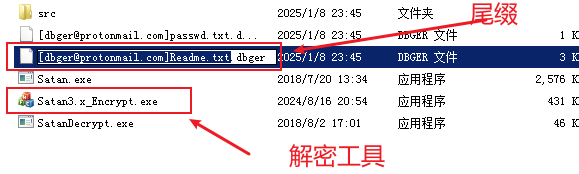 src 2025/1/8 23:45 文件夹
[dbger@protonmail.com]passwd.txt.d... 2025/1/8 23:45 DBGER 文件 1 K
[dbger@protonmail.com]Readme.txt.dbger 2025/1/8 23:45 DBGER 文件 3 K
Satan.exe 2018/7/20 13:34 应用程序 2,576 K
Satan3.x_Encrypt.exe 2024/8/16 20:54 应用程序 431 K
SatanDecrypt.exe 2018/8/2 17:01 应用程序 46 K
尾缀
解密工具